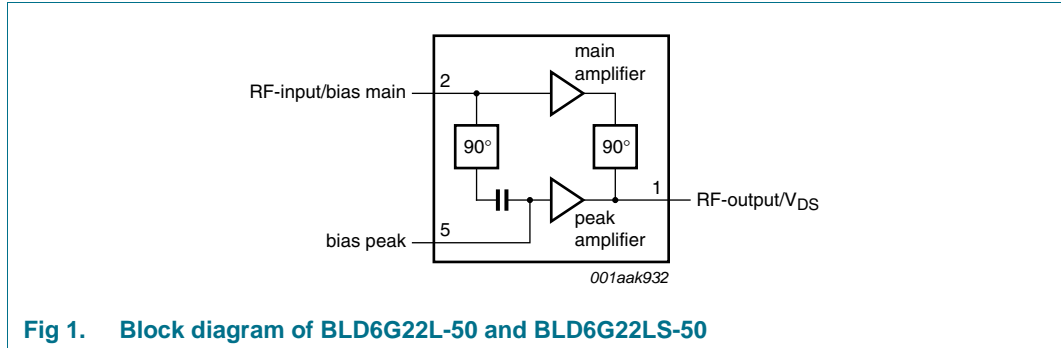 main
amplifier
2
RF-input/bias main
90°
90°
1
RF-output/VDS
peak
amplifier
5
bias peak
001aak932
Fig 1. Block diagram of BLD6G22L-50 and BLD6G22LS-50